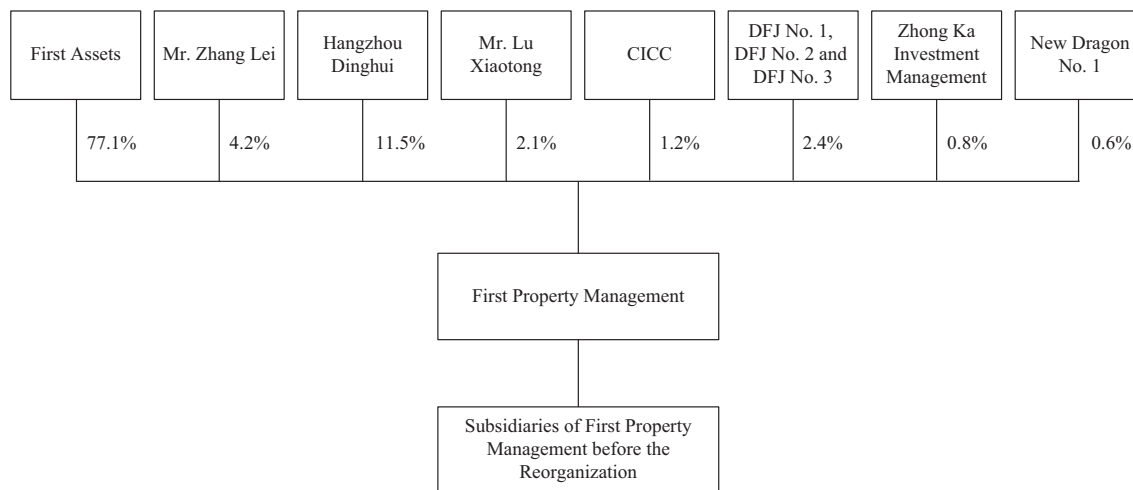 First Assets
Mr. Zhang Lei
Hangzhou
Dinghui
Mr. Lu
Xiaotong
CICC
DFJ No. 1,
DFJ No. 2 and
DFJ No. 3
Zhong Ka
Investment
Management
New Dragon
No. 1
77.1%
4.2%
11.5%
2.1%
1.2%
2.4%
0.8%
0.6%
First Property Management
Subsidiaries of First Property
Management before the
Reorganization